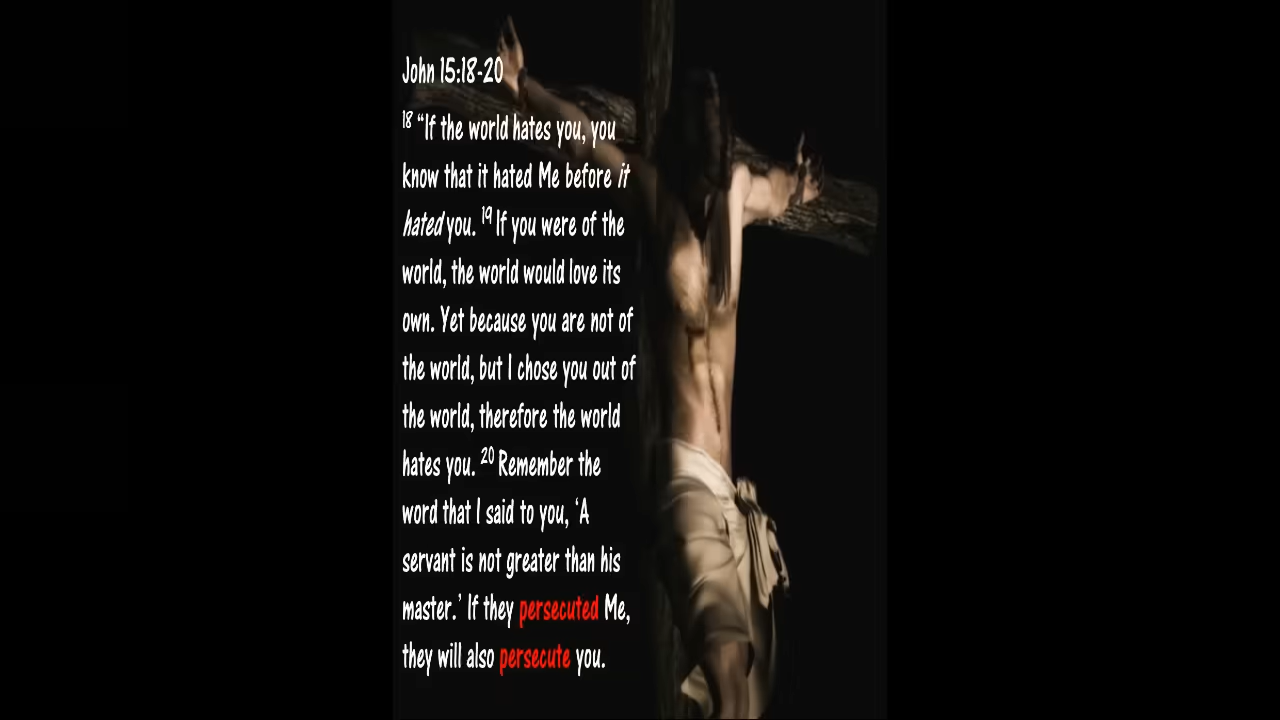 John 15:18-20
18 “If the world hates you, you
know that it hated Me before it
hated you. 19 If you were of the
world, the world would love its
own. Yet because you are not of
the world, but I chose you out of
the world, therefore the world
hates you. 20 Remember the
word that I said to you, ‘A
servant is not greater than his
master.’ If they persecuted Me,
they will also persecute you.